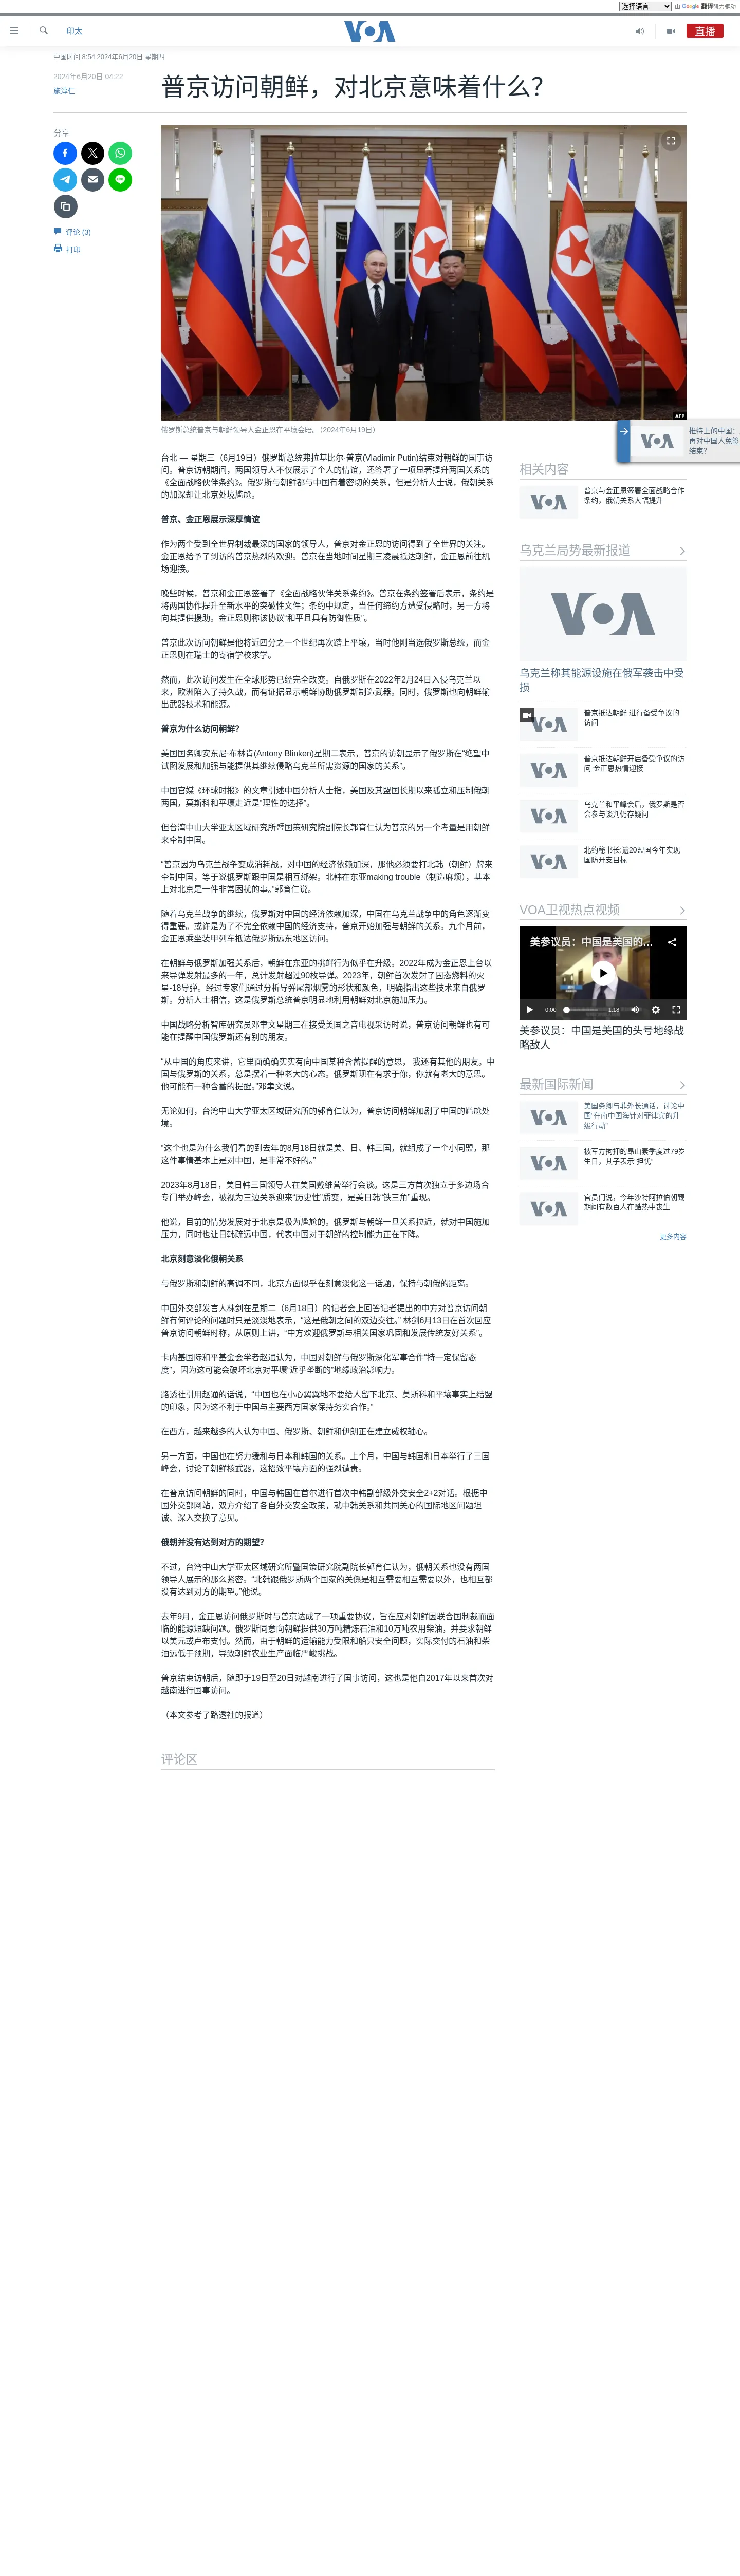 选择语言
由 Google 翻译强力驱动
印太
VOA
直播
中国时间 8:54 2024年6月20日 星期四
2024年6月20日 04:22
施淳仁
普京访问朝鲜，对北京意味着什么？
分享
评论 (3)
打印
AFP
俄罗斯总统普京与朝鲜领导人金正恩在平壤会晤。（2024年6月19日）
台北 — 星期三（6月19日）俄罗斯总统弗拉基比尔·普京(Vladimir Putin)结束对朝鲜的国事访
问。普京访朝期间，两国领导人不仅展示了个人的情谊，还签署了一项显著提升两国关系的
《全面战略伙伴条约》。俄罗斯与朝鲜都与中国有着密切的关系，但是分析人士说，俄朝关系
的加深却让北京处境尴尬。
普京、金正恩展示深厚情谊
作为两个受到全世界制裁最深的国家的领导人，普京对金正恩的访问得到了全世界的关注。
金正恩给予了到访的普京热烈的欢迎。普京在当地时间星期三凌晨抵达朝鲜，金正恩前往机
场迎接。
晚些时候，普京和金正恩签署了《全面战略伙伴关系条约》。普京在条约签署后表示，条约是
将两国协作提升至新水平的突破性文件；条约中规定，当任何缔约方遭受侵略时，另一方将
向其提供援助。金正恩则称该协议“和平且具有防御性质”。
普京此次访问朝鲜是他将近四分之一个世纪再次踏上平壤，当时他刚当选俄罗斯总统，而金
正恩则在瑞士的寄宿学校求学。
然而，此次访问发生在全球形势已经完全改变。自俄罗斯在2022年2月24日入侵乌克兰以
来，欧洲陷入了持久战，而有证据显示朝鲜协助俄罗斯制造武器。同时，俄罗斯也向朝鲜输
出武器技术和能源。
普京为什么访问朝鲜？
美国国务卿安东尼·布林肯(Antony Blinken)星期二表示，普京的访朝显示了俄罗斯在“绝望中
试图发展和加强与能提供其继续侵略乌克兰所需资源的国家的关系”。
中国官媒《环球时报》的文章引述中国分析人士指，美国及其盟国长期以来孤立和压制俄朝
两国，莫斯科和平壤走近是“理性的选择”。
但台湾中山大学亚太区域研究所暨国策研究院副院长郭育仁认为普京的另一个考量是用朝鲜
来牵制中国。
“普京因为乌克兰战争变成消耗战，对中国的经济依赖加深，那他必须要打北韩（朝鲜）牌来
牵制中国，等于说俄罗斯跟中国是相互绑架。北韩在东亚making trouble（制造麻烦），基本
上对北京是一件非常困扰的事。”郭育仁说。
随着乌克兰战争的继续，俄罗斯对中国的经济依赖加深，中国在乌克兰战争中的角色逐渐变
得重要。或许是为了不完全依赖中国的经济支持，普京开始加强与朝鲜的关系。九个月前，
金正恩乘坐装甲列车抵达俄罗斯远东地区访问。
在朝鲜与俄罗斯加强关系后，朝鲜在东亚的挑衅行为似乎在升级。2022年成为金正恩上台以
来导弹发射最多的一年，总计发射超过90枚导弹。2023年，朝鲜首次发射了固态燃料的火
星-18导弹。经过专家们通过分析导弹尾部烟雾的形状和颜色，明确指出这些技术来自俄罗
斯。分析人士相信，这是俄罗斯总统普京明显地利用朝鲜对北京施加压力。
中国战略分析智库研究员邓聿文星期三在接受美国之音电视采访时说，普京访问朝鲜也有可
能在提醒中国俄罗斯还有别的朋友。
“从中国的角度来讲，它里面确确实实有向中国某种含蓄提醒的意思， 我还有其他的朋友。中
国与俄罗斯的关系，总是摆着一种老大的心态。俄罗斯现在有求于你，你就有老大的意思。
他可能有一种含蓄的提醒。”邓聿文说。
无论如何，台湾中山大学亚太区域研究所的郭育仁认为，普京访问朝鲜加剧了中国的尴尬处
境。
“这个也是为什么我们看的到去年的8月18日就是美、日、韩三国，就组成了一个小同盟，那
这件事情基本上是对中国，是非常不好的。”
2023年8月18日，美日韩三国领导人在美国戴维营举行会谈。这是三方首次独立于多边场合
专门举办峰会，被视为三边关系迎来“历史性”质变，是美日韩“铁三角”重现。
他说，目前的情势发展对于北京是极为尴尬的。俄罗斯与朝鲜一旦关系拉近，就对中国施加
压力，同时也让日韩疏远中国，代表中国对于朝鲜的控制能力正在下降。
北京刻意淡化俄朝关系
与俄罗斯和朝鲜的高调不同，北京方面似乎在刻意淡化这一话题，保持与朝俄的距离。
中国外交部发言人林剑在星期二（6月18日）的记者会上回答记者提出的中方对普京访问朝
鲜有何评论的问题时只是淡淡地表示，“这是俄朝之间的双边交往。” 林剑6月13日在首次回应
普京访问朝鲜时称，从原则上讲，“中方欢迎俄罗斯与相关国家巩固和发展传统友好关系”。
卡内基国际和平基金会学者赵通认为，中国对朝鲜与俄罗斯深化军事合作“持一定保留态
度”，因为这可能会破坏北京对平壤“近乎垄断的”地缘政治影响力。
路透社引用赵通的话说，“中国也在小心翼翼地不要给人留下北京、莫斯科和平壤事实上结盟
的印象，因为这不利于中国与主要西方国家保持务实合作。”
在西方，越来越多的人认为中国、俄罗斯、朝鲜和伊朗正在建立威权轴心。
另一方面，中国也在努力缓和与日本和韩国的关系。上个月，中国与韩国和日本举行了三国
峰会，讨论了朝鲜核武器，这招致平壤方面的强烈谴责。
在普京访问朝鲜的同时，中国与韩国在首尔进行首次中韩副部级外交安全2+2对话。根据中
国外交部网站，双方介绍了各自外交安全政策，就中韩关系和共同关心的国际地区问题坦
诚、深入交换了意见。
俄朝并没有达到对方的期望？
不过，台湾中山大学亚太区域研究所暨国策研究院副院长郭育仁认为，俄朝关系也没有两国
领导人展示的那么紧密。“北韩跟俄罗斯两个国家的关係是相互需要相互需要以外，也相互都
没有达到对方的期望。”他说。
去年9月，金正恩访问俄罗斯时与普京达成了一项重要协议，旨在应对朝鲜因联合国制裁而面
临的能源短缺问题。俄罗斯同意向朝鲜提供30万吨精炼石油和10万吨农用柴油，并要求朝鲜
以美元或卢布支付。然而，由于朝鲜的运输能力受限和船只安全问题，实际交付的石油和柴
油远低于预期，导致朝鲜农业生产面临严峻挑战。
普京结束访朝后，随即于19日至20日对越南进行了国事访问，这也是他自2017年以来首次对
越南进行国事访问。
（本文参考了路透社的报道）
评论区
推特上的中国：
再对中国人免签
结束？
相关内容
普京与金正恩签署全面战略合作
条约，俄朝关系大幅提升
乌克兰局势最新报道
乌克兰称其能源设施在俄军袭击中受
损
普京抵达朝鲜 进行备受争议的
访问
普京抵达朝鲜开启备受争议的访
问 金正恩热情迎接
乌克兰和平峰会后，俄罗斯是否
会参与谈判仍存疑问
北约秘书长:逾20盟国今年实现
国防开支目标
VOA卫视热点视频
美参议员：中国是美国的…
0:00
1:18
美参议员：中国是美国的头号地缘战
略敌人
最新国际新闻
美国务卿与菲外长通话，讨论中
国“在南中国海针对菲律宾的升
级行动”
被军方拘押的昂山素季度过79岁
生日，其子表示“担忧”
官员们说，今年沙特阿拉伯朝觐
期间有数百人在酷热中丧生
更多内容